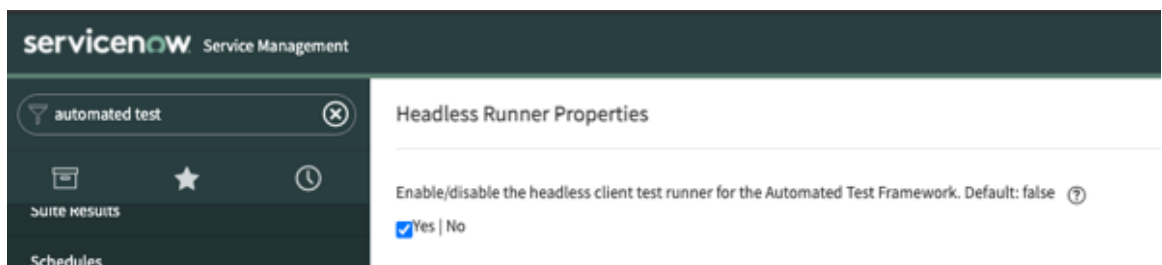 servicenow Service Management
automated test
Headless Runner Properties
Enable/disable the headless client test runner for the Automated Test Framework. Default: false ?
Yes | No
Suite Results
Schedules